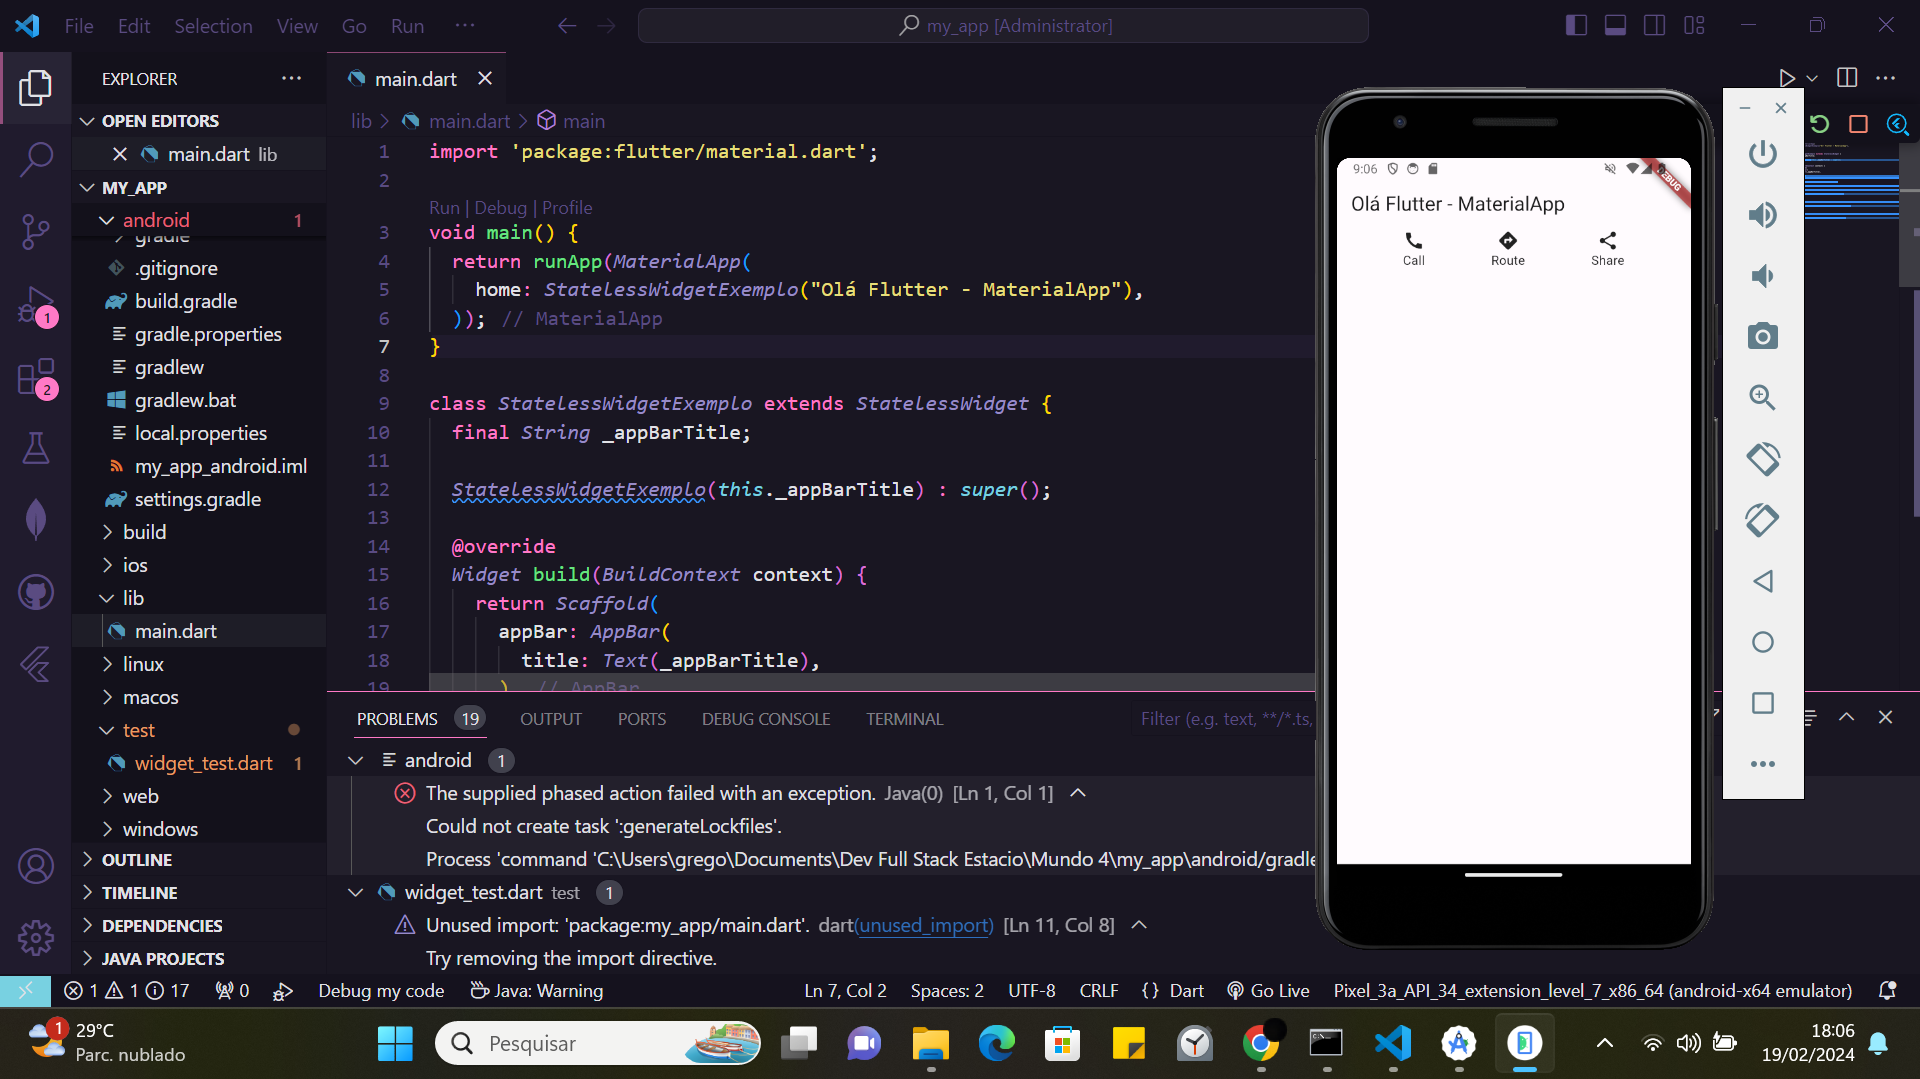 File Edit Selection View Go Run
my_app [Administrator]
EXPLORER
OPEN EDITORS
main.dart lib
MY_APP
android 1
gradle
.gitignore
build.gradle
gradle.properties
gradlew
gradlew.bat
local.properties
my_app_android.iml
settings.gradle
build
ios
lib
main.dart
linux
macos
test
widget_test.dart 1
web
windows
OUTLINE
TIMELINE
DEPENDENCIES
JAVA PROJECTS
1
2
main.dart
lib > main.dart > main
1 import 'package:flutter/material.dart';
2
Run | Debug | Profile
3 void main() {
4 return runApp(MaterialApp(
5 home: StatelessWidgetExemplo("Olá Flutter - MaterialApp"),
6 )); // MaterialApp
7 }
8
9 class StatelessWidgetExemplo extends StatelessWidget {
10 final String _appBarTitle;
11
12 StatelessWidgetExemplo(this._appBarTitle) : super();
13
14 @override
15 Widget build(BuildContext context) {
16 return Scaffold(
17 appBar: AppBar(
18 title: Text(_appBarTitle),
19 ) // AppBar
PROBLEMS 19 OUTPUT PORTS DEBUG CONSOLE TERMINAL
Filter (e.g. text, **/*.ts,
android 1
The supplied phased action failed with an exception. Java(0) [Ln 1, Col 1]
Could not create task ':generateLockfiles'.
Process 'command 'C:\Users\grego\Documents\Dev Full Stack Estacio\Mundo 4\my_app\android/gradle
widget_test.dart test 1
Unused import: 'package:my_app/main.dart'. dart(unused_import) [Ln 11, Col 8]
Try removing the import directive.
9:06
DEBUG
Olá Flutter - MaterialApp
Call Route Share
1 1 17 0 Debug my code Java: Warning
Ln 7, Col 2 Spaces: 2 UTF-8 CRLF {} Dart Go Live Pixel_3a_API_34_extension_level_7_x86_64 (android-x64 emulator)
1
29°C
Parc. nublado
Pesquisar
18:06
19/02/2024